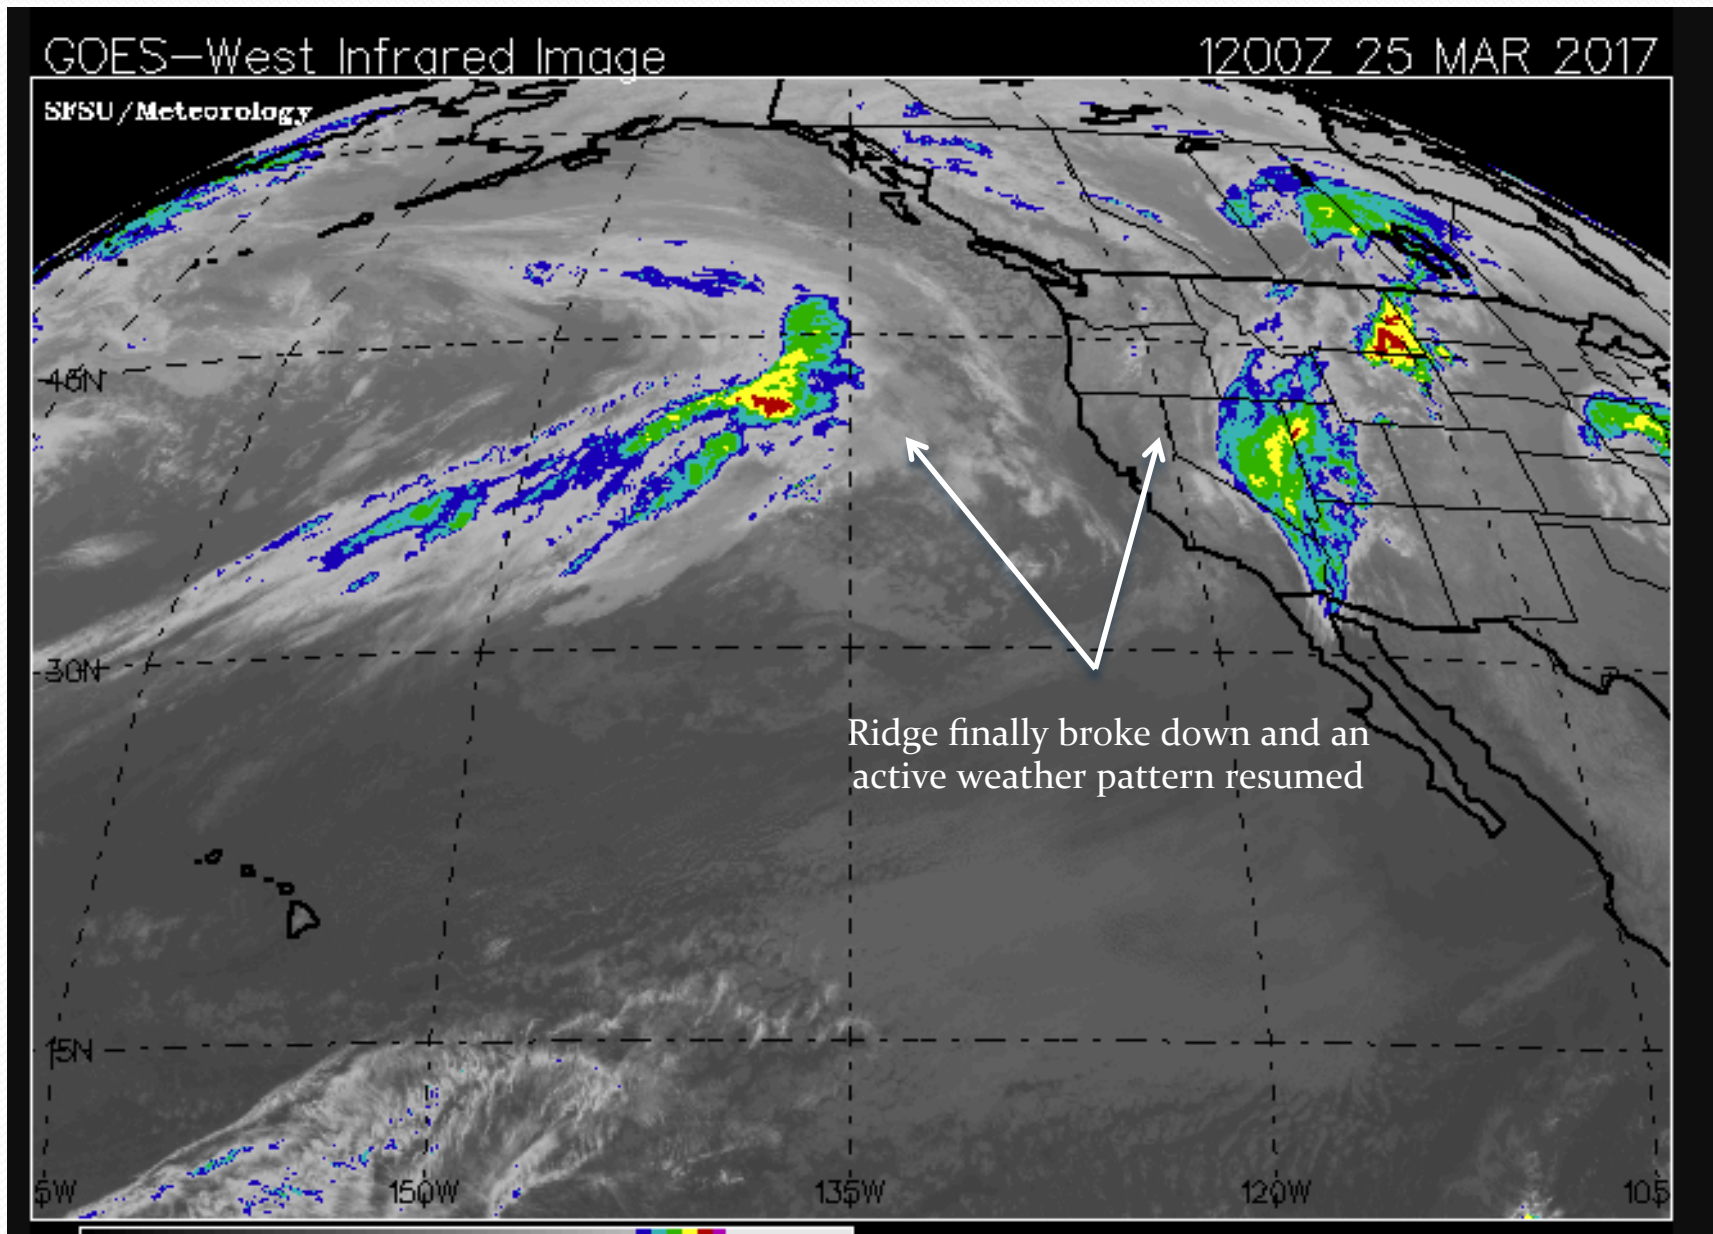 GOES-West Infrared Image
1200Z 25 MAR 2017
SFSU/Meteorology
45N
30N
Ridge finally broke down and an
active weather pattern resumed
15N
5W 150W 135W 120W 105